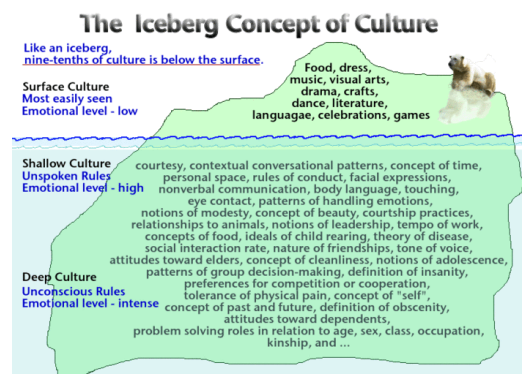 The Iceberg Concept of Culture
Like an iceberg,
nine-tenths of culture is below the surface.
Surface Culture
Most easily seen
Emotional level - low
Food, dress,
music, visual arts,
drama, crafts,
dance, literature,
languagae, celebrations, games
Shallow Culture
Unspoken Rules
Emotional level - high
courtesy, contextual conversational patterns, concept of time,
personal space, rules of conduct, facial expressions,
nonverbal communication, body language, touching,
eye contact, patterns of handling emotions,
notions of modesty, concept of beauty, courtship practices,
relationships to animals, notions of leadership, tempo of work,
concepts of food, ideals of child rearing, theory of disease,
social interaction rate, nature of friendships, tone of voice,
attitudes toward elders, concept of cleanliness, notions of adolescence,
patterns of group decision-making, definition of insanity,
preferences for competition or cooperation,
tolerance of physical pain, concept of "self",
concept of past and future, definition of obscenity,
attitudes toward dependents,
problem solving roles in relation to age, sex, class, occupation,
kinship, and ...
Deep Culture
Unconscious Rules
Emotional level - intense